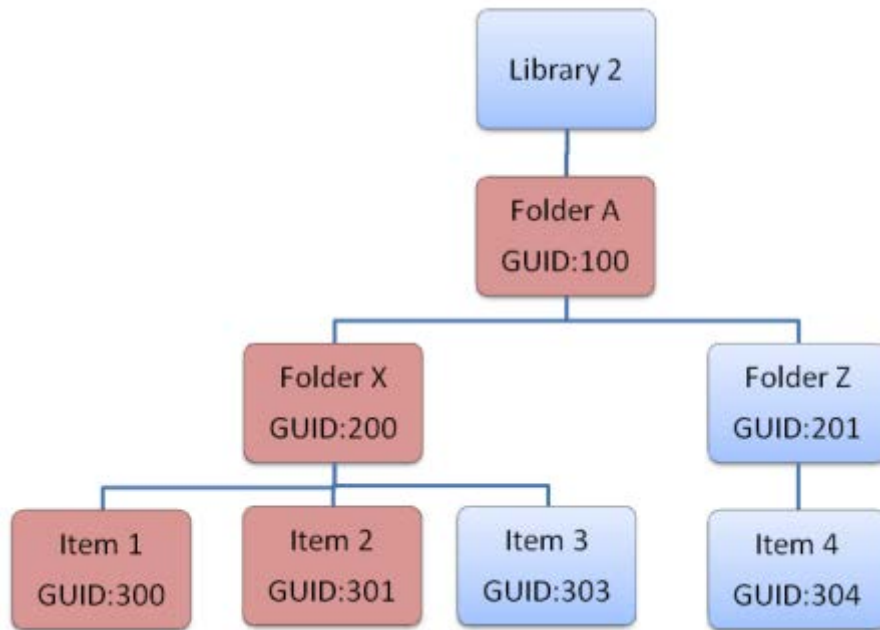 Library 2
Folder A
GUID:100
Folder X
GUID:200
Folder Z
GUID:201
Item 1
GUID:300
Item 2
GUID:301
Item 3
GUID:303
Item 4
GUID:304